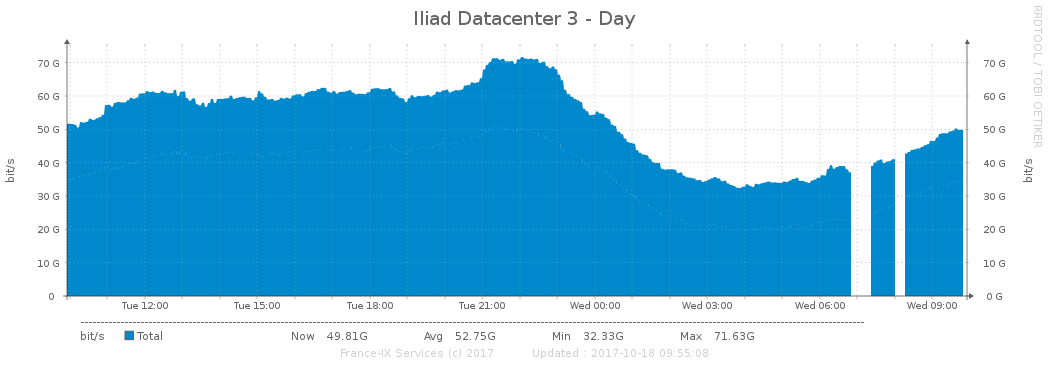 Iliad Datacenter 3 - Day
RRDTOOL / TOBI OETIKER
bit/s
bit/s
70 G 70 G
60 G 60 G
50 G 50 G
40 G 40 G
30 G 30 G
20 G 20 G
10 G 10 G
0 0 G
Tue 12:00 Tue 15:00 Tue 18:00 Tue 21:00 Wed 00:00 Wed 03:00 Wed 06:00 Wed 09:00
bit/s Total Now 49.81G Avg 52.75G Min 32.33G Max 71.63G
France-IX Services (c) 2017 Updated : 2017-10-18 09:55:08